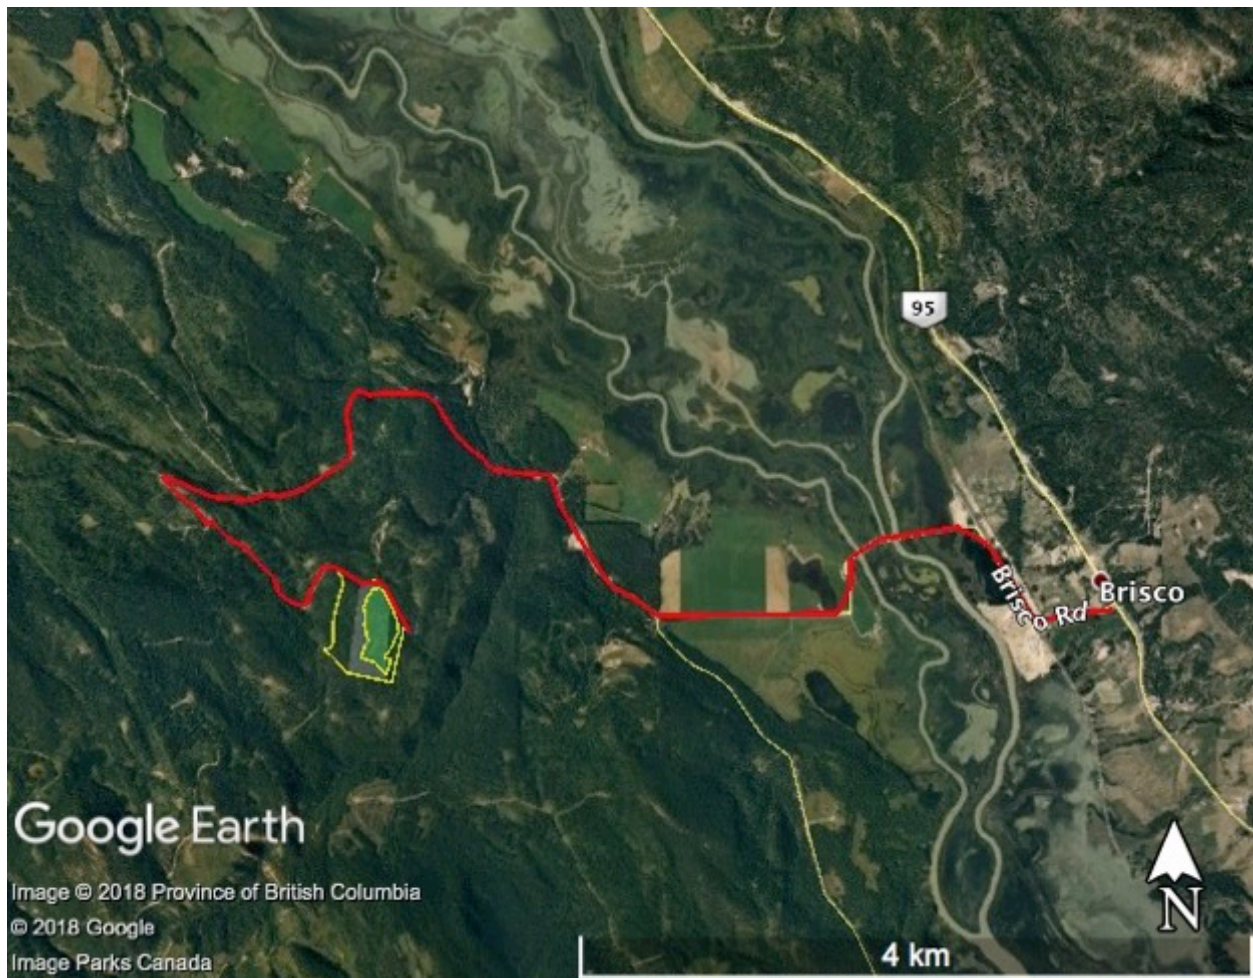 95
Brisco
Brisco Rd
Google Earth
Image © 2018 Province of British Columbia
© 2018 Google
Image Parks Canada
N
4 km